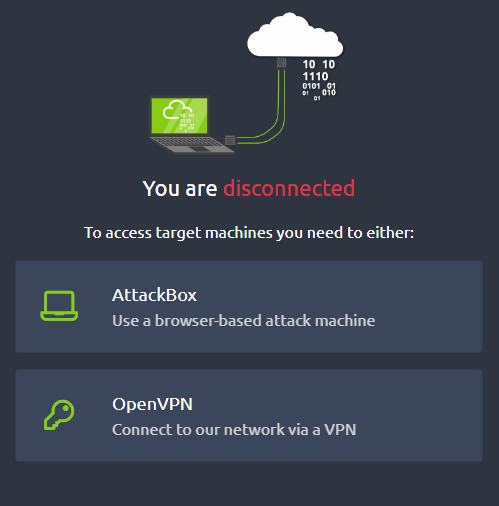 10 10
1110
0101 01
01 010
01
You are disconnected
To access target machines you need to either:
AttackBox
Use a browser-based attack machine
OpenVPN
Connect to our network via a VPN